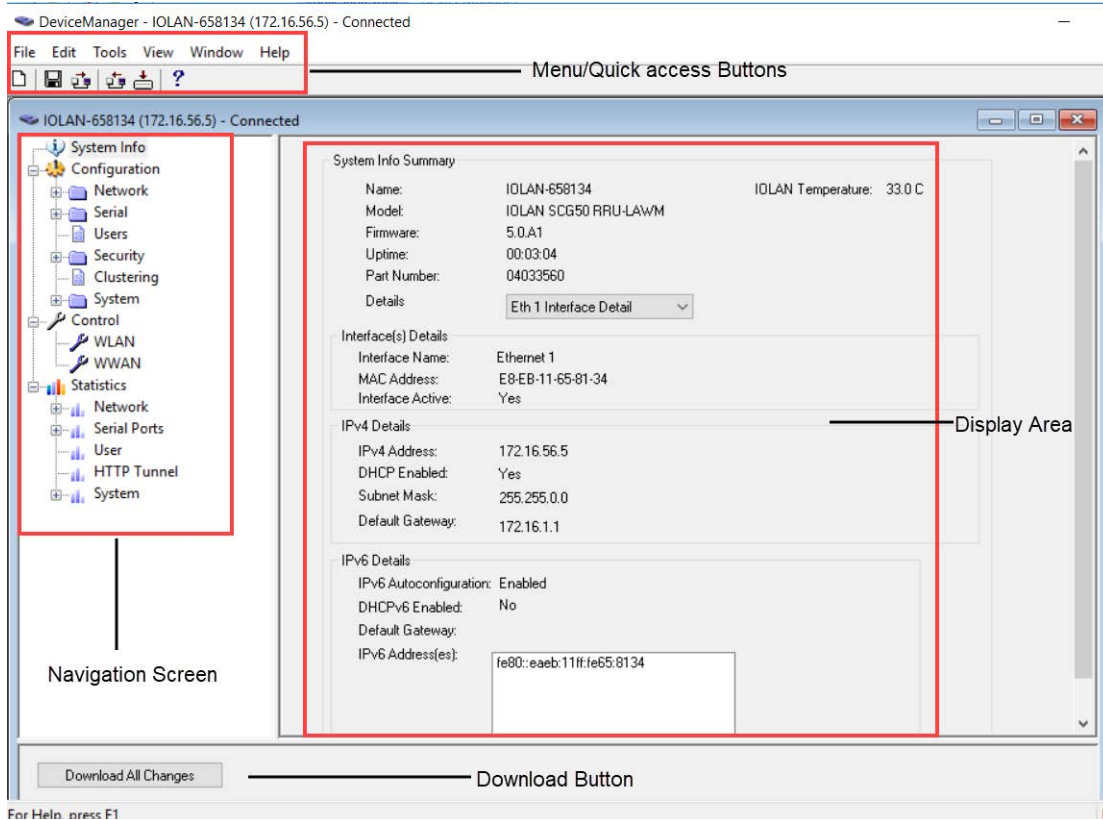 DeviceManager - IOLAN-658134 (172.16.56.5) - Connected
File Edit Tools View Window Help
Menu/Quick access Buttons
IOLAN-658134 (172.16.56.5) - Connected
System Info
Configuration
Network
Serial
Users
Security
Clustering
System
Control
WLAN
WWAN
Statistics
Network
Serial Ports
User
HTTP Tunnel
System
Navigation Screen
System Info Summary
Name: IOLAN-658134 IOLAN Temperature: 33.0 C
Model: IOLAN SCG50 RRU-LAWM
Firmware: 5.0.A1
Uptime: 00:03:04
Part Number: 04033560
Details Eth 1 Interface Detail
Interface(s) Details
Interface Name: Ethernet 1
MAC Address: E8-EB-11-65-81-34
Interface Active: Yes
IPv4 Details
IPv4 Address: 172.16.56.5
DHCP Enabled: Yes
Subnet Mask: 255.255.0.0
Default Gateway: 172.16.1.1
IPv6 Details
IPv6 Autoconfiguration: Enabled
DHCPv6 Enabled: No
Default Gateway:
IPv6 Address(es): fe80::eaeb:11ff:fe65:8134
Display Area
Download All Changes
Download Button
For Help, press F1